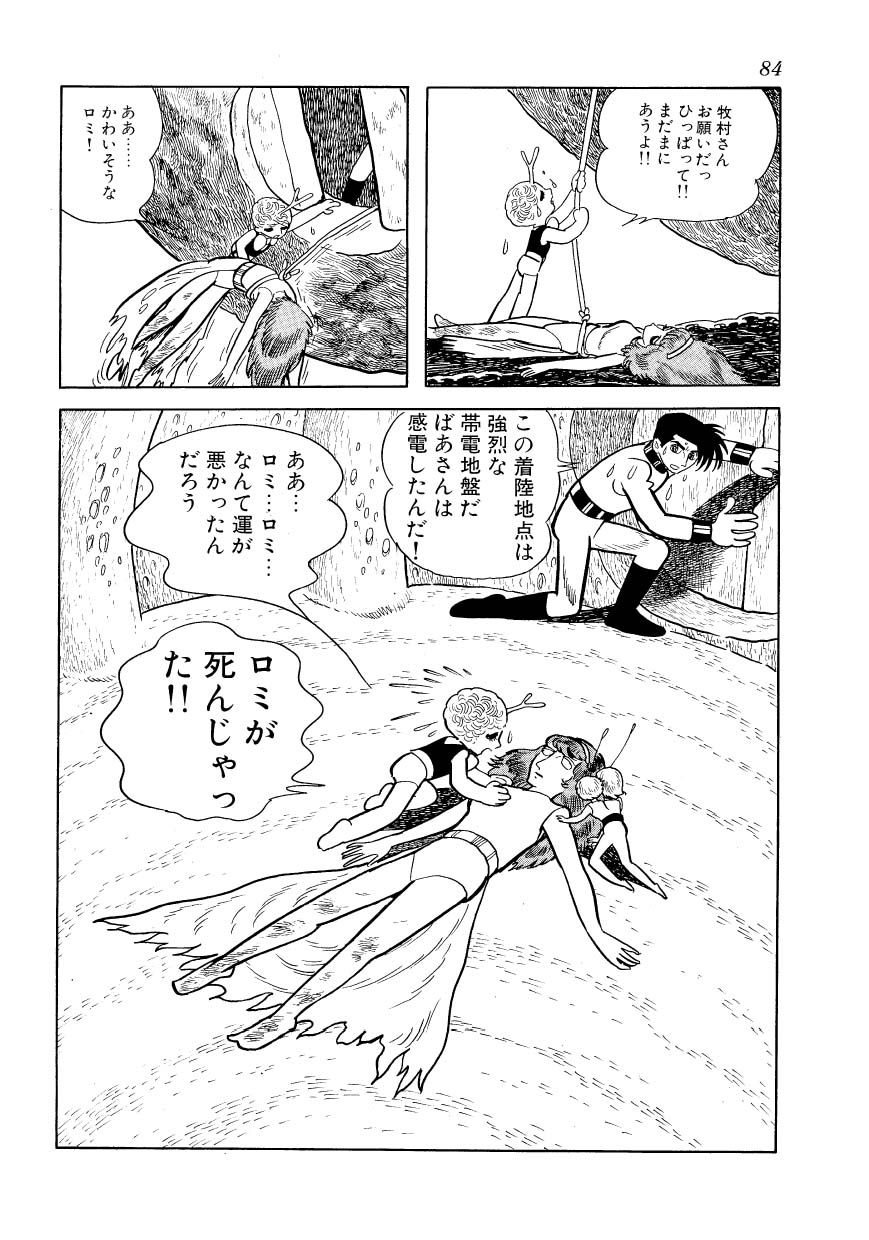 84
牧村さん
お願いだっ
ひっぱって!!
まだまに
あうよ!!
ああ……
かわいそうな
ロミ!
この着陸地点は
強烈な
帯電地盤だ
ばあさんは
感電したんだ!
ああ…
ロミ…ロミ…
なんて運が
悪かったん
だろう
ロミが
死んじゃっ
た!!